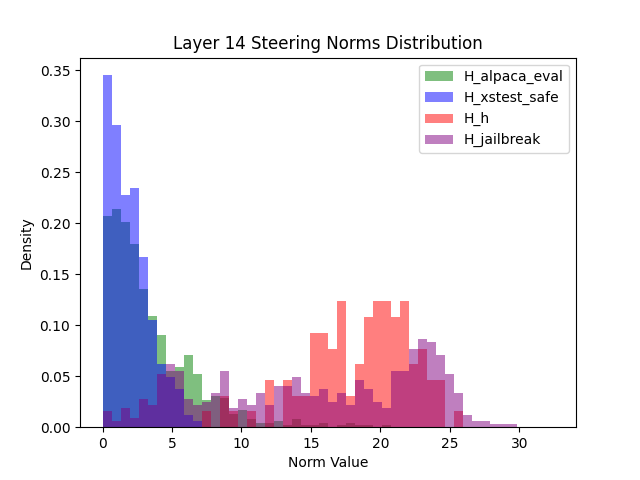 Layer 14 Steering Norms Distribution
H_alpaca_eval
H_xstest_safe
H_h
H_jailbreak
0.35
0.30
0.25
0.20
0.15
0.10
0.05
0.00
Density
0 5 10 15 20 25 30
Norm Value